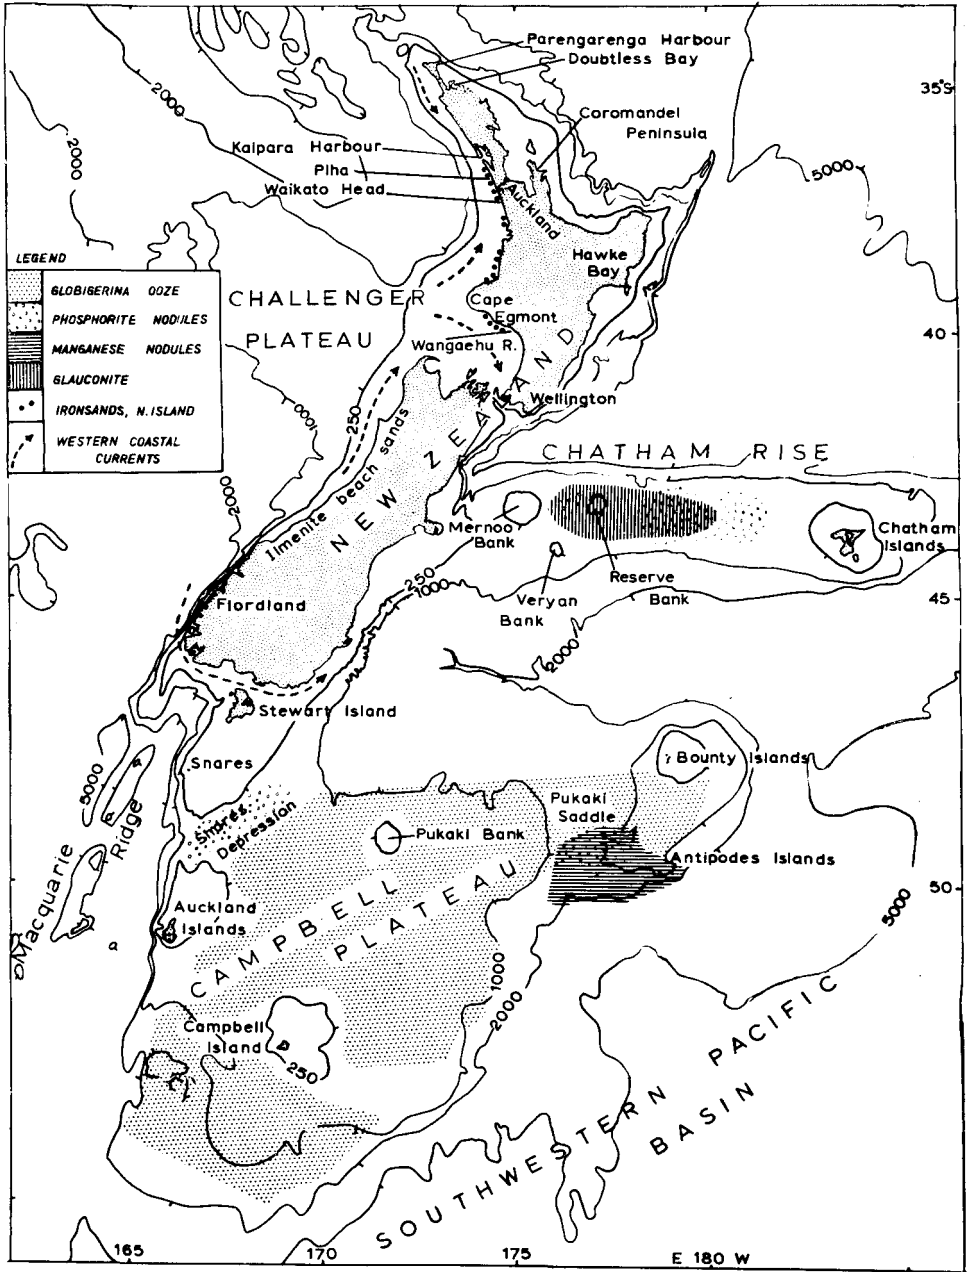 Parengarenga Harbour
Doubtless Bay
35°S
2000
2000
Coromandel
Peninsula
Kaipara Harbour
Piha
Waikato Head
5000
Auckland
LEGEND
GLOBIGERINA OOZE
PHOSPHORITE NODULES
MANGANESE NODULES
GLAUCONITE
IRONSANDS, N. ISLAND
WESTERN COASTAL
CURRENTS
Hawke
Bay
CHALLENGER
PLATEAU
Cape
Egmont
Wangaehu R.
40
1000
250
Wellington
NEW ZEALAND
Ilmenite beach sands
CHATHAM RISE
2000
Mernoo
Bank
Chatham
Islands
250
1000
Reserve
Bank
Veryan
Bank
45
Fiordland
2000
Stewart Island
Snares
5000
Bounty Islands
Pukaki
Saddle
Snares
Depression
Pukaki Bank
Antipodes Islands
Macquarie
Ridge
50
5000
Auckland
Islands
CAMPBELL
PLATEAU
1000
2000
Campbell
Island
250
SOUTHWESTERN PACIFIC
BASIN
165
170
175
E 180 W